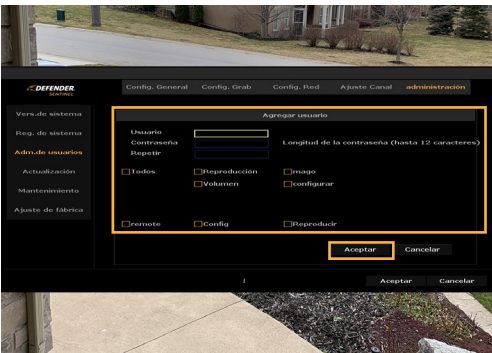 DEFENDER
SENTINEL
Config. General Config. Grab Config. Red Ajuste Canal administración
Vers.de sistema
Reg. de sistema
Adm.de usuarios
Actualización
Mantenimiento
Ajuste de fábrica
Agregar usuario
Usuario
Contraseña Longitud de la contraseña (hasta 12 caracteres)
Repetir
Todos Reproducción mago
Volumen configurar
remote Config Reproducir
Aceptar Cancelar
Aceptar Cancelar